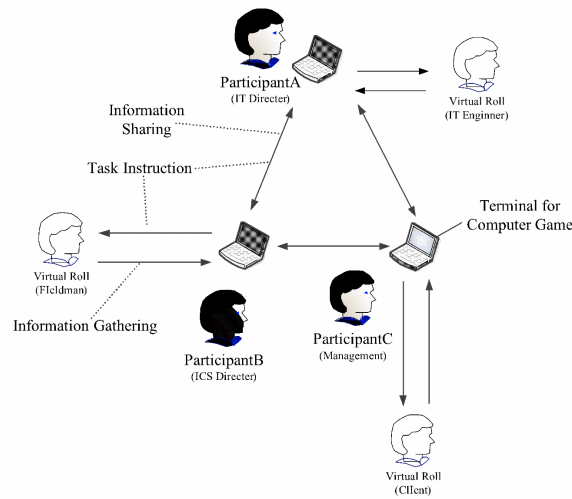 ParticipantA
(IT Directer)
Virtual Roll
(IT Enginner)
Information
Sharing
Task Instruction
Terminal for
Computer Game
Virtual Roll
(FIeldman)
Information Gathering
ParticipantB
(ICS Directer)
ParticipantC
(Management)
Virtual Roll
(ClIent)